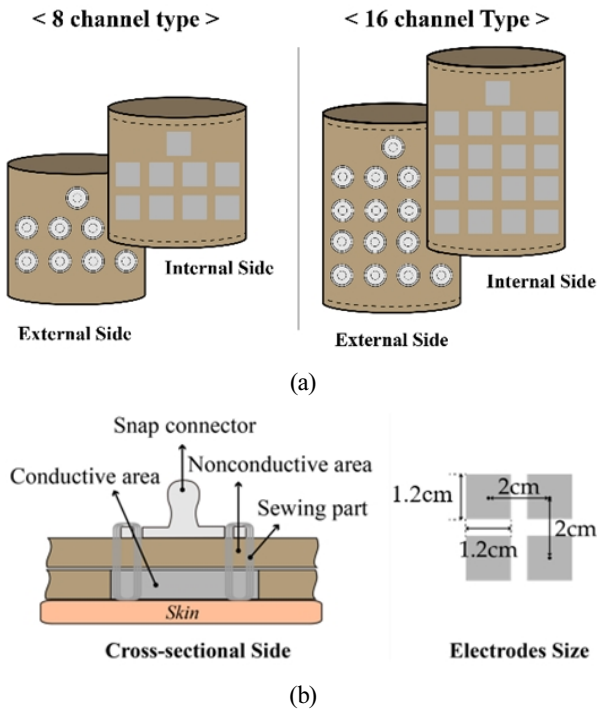 < 8 channel type >
< 16 channel Type >
Internal Side
External Side
Internal Side
External Side
(a)
Snap connector
Conductive area
Nonconductive area
Sewing part
Skin
Cross-sectional Side
1.2cm
2cm
2cm
1.2cm
Electrodes Size
(b)